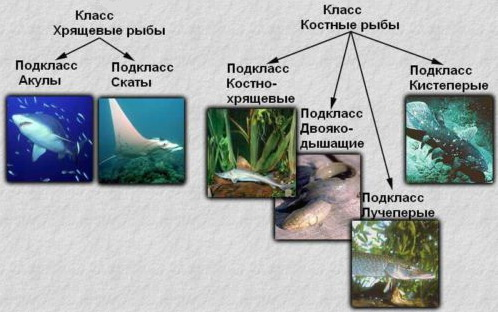 Класс
Хрящевые рыбы
Подкласс
Акулы
Подкласс
Скаты
Класс
Костные рыбы
Подкласс
Костно-
хрящевые
Подкласс
Двояко-
дышащие
Подкласс
Лучеперые
Подкласс
Кистеперые